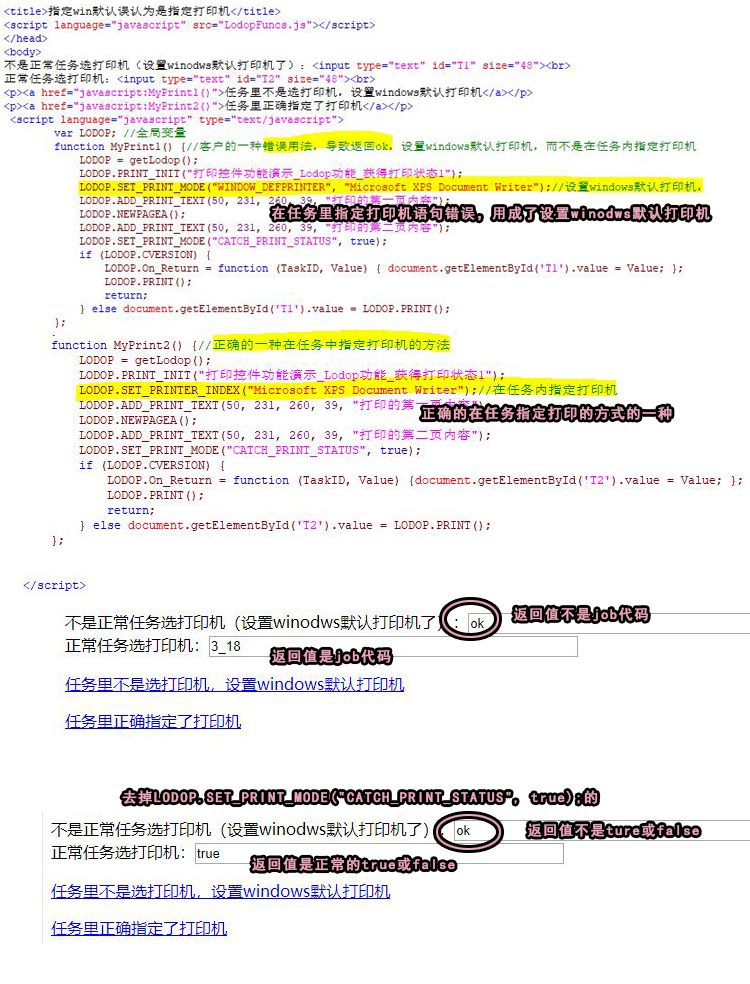 <title>指定win默认误认为是指定打印机</title>
<script language="javascript" src="LodopFuncs.js"></script>
</head>
<body>
不是正常任务选打印机（设置winodws默认打印机了）：<input type="text" id="T1" size="48"><br>
正常任务选打印机：<input type="text" id="T2" size="48"><br>
<p><a href="javascript:MyPrint1()">任务里不是选打印机，设置windows默认打印机</a></p>
<p><a href="javascript:MyPrint2()">任务里正确指定了打印机</a></p>
<script language="javascript" type="text/javascript">
var LODOP; //全局变量
function MyPrint1() {//客户的一种错误用法，导致返回ok，设置windows默认打印机，而不是在任务内指定打印机
LODOP = getLodop();
LODOP.PRINT_INIT("打印控件功能演示_Lodop功能_获得打印状态1");
LODOP.SET_PRINT_MODE("WINDOW_DEFPRINTER", "Microsoft XPS Document Writer");//设置windows默认打印机，
LODOP.ADD_PRINT_TEXT(50, 231, 260, 39, "打印的第一页内容");
在任务里指定打印机语句错误，用成了设置winodws默认打印机
LODOP.NEWPAGEA();
LODOP.ADD_PRINT_TEXT(50, 231, 260, 39, "打印的第二页内容");
LODOP.SET_PRINT_MODE("CATCH_PRINT_STATUS", true);
if (LODOP.CVERSION) {
LODOP.On_Return = function (TaskID, Value) { document.getElementById('T1').value = Value; };
LODOP.PRINT();
return;
} else document.getElementById('T1').value = LODOP.PRINT();
};
function MyPrint2() {//正确的一种在任务中指定打印机的方法
LODOP = getLodop();
LODOP.PRINT_INIT("打印控件功能演示_Lodop功能_获得打印状态1");
LODOP.SET_PRINTER_INDEX("Microsoft XPS Document Writer");//在任务内指定打印机
LODOP.ADD_PRINT_TEXT(50, 231, 260, 39, "打印的第一页内容");
正确的在任务指定打印的方式的一种
LODOP.NEWPAGEA();
LODOP.ADD_PRINT_TEXT(50, 231, 260, 39, "打印的第二页内容");
LODOP.SET_PRINT_MODE("CATCH_PRINT_STATUS", true);
if (LODOP.CVERSION) {
LODOP.On_Return = function (TaskID, Value) {document.getElementById('T2').value = Value; };
LODOP.PRINT();
return;
} else document.getElementById('T2').value = LODOP.PRINT();
};
</script>
不是正常任务选打印机（设置winodws默认打印机了）：ok 返回值不是job代码
正常任务选打印机：3_18
返回值是job代码
任务里不是选打印机，设置windows默认打印机
任务里正确指定了打印机
去掉LODOP.SET_PRINT_MODE("CATCH_PRINT_STATUS", true);的
不是正常任务选打印机（设置winodws默认打印机了）：ok 返回值不是ture或false
正常任务选打印机：true
返回值是正常的true或false
任务里不是选打印机，设置windows默认打印机
任务里正确指定了打印机